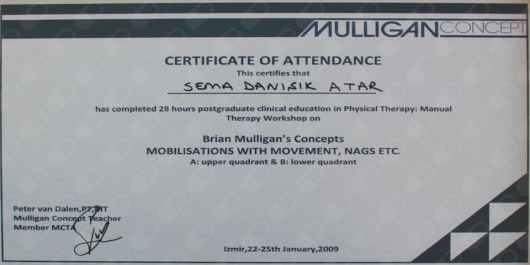 MULLIGAN CONCEPT
CERTIFICATE OF ATTENDANCE
This certifies that
SEMA DANIŞIK ATAR
has completed 28 hours postgraduate clinical education in Physical Therapy: Manual
Therapy Workshop on
Brian Mulligan's Concepts
MOBILISATIONS WITH MOVEMENT, NAGS ETC.
A: upper quadrant & B: lower quadrant
Peter van Dalen,PT,MT
Mulligan Concept Teacher
Member MCTA
Izmir,22-25th January,2009